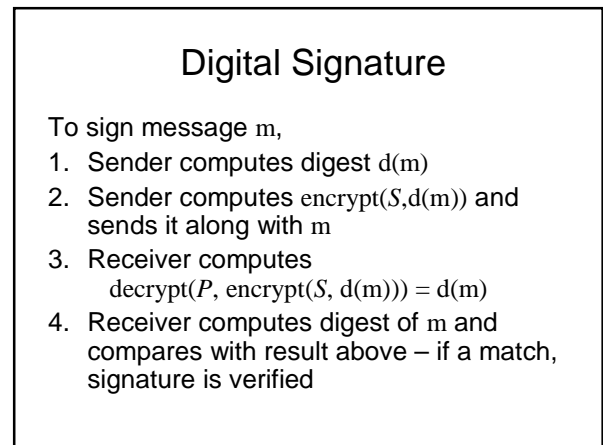 Digital Signature
To sign message m,
1. Sender computes digest d(m)
2. Sender computes encrypt(S,d(m)) and
sends it along with m
3. Receiver computes
decrypt(P, encrypt(S, d(m))) = d(m)
4. Receiver computes digest of m and
compares with result above – if a match,
signature is verified